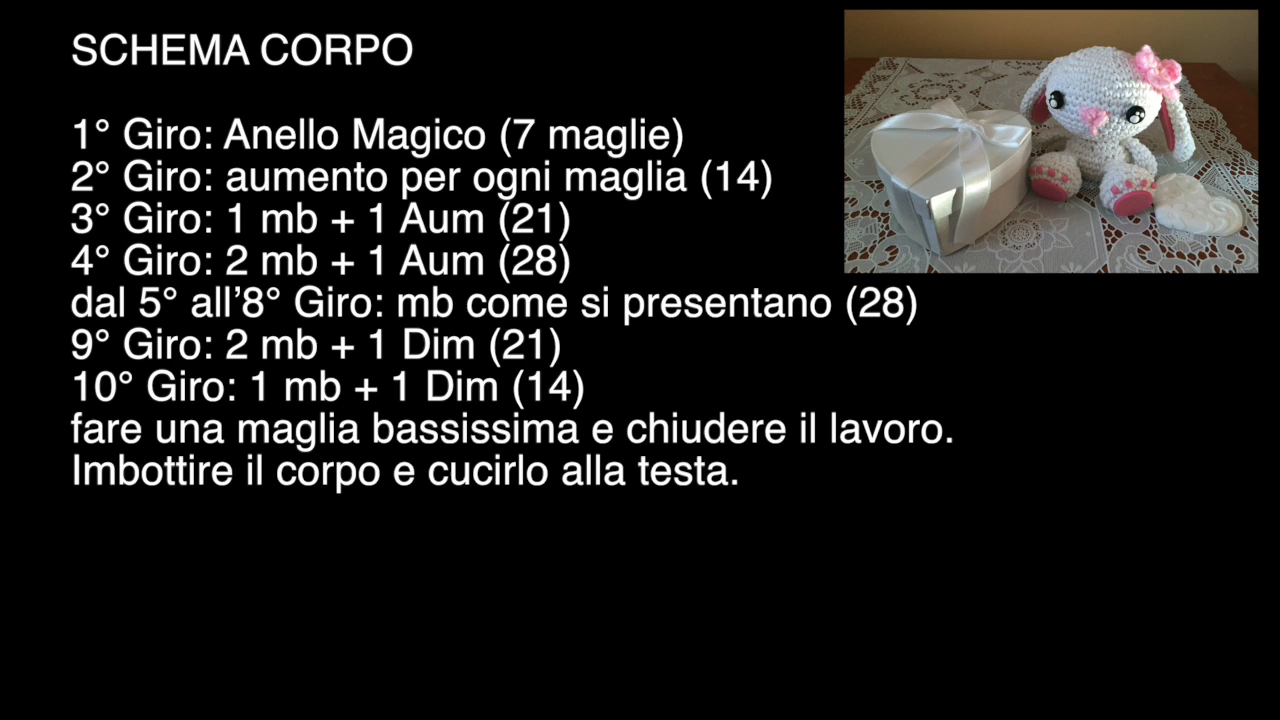 SCHEMA CORPO
1° Giro: Anello Magico (7 maglie)
2° Giro: aumento per ogni maglia (14)
3° Giro: 1 mb + 1 Aum (21)
4° Giro: 2 mb + 1 Aum (28)
dal 5° all’8° Giro: mb come si presentano (28)
9° Giro: 2 mb + 1 Dim (21)
10° Giro: 1 mb + 1 Dim (14)
fare una maglia bassissima e chiudere il lavoro.
Imbottire il corpo e cucirlo alla testa.